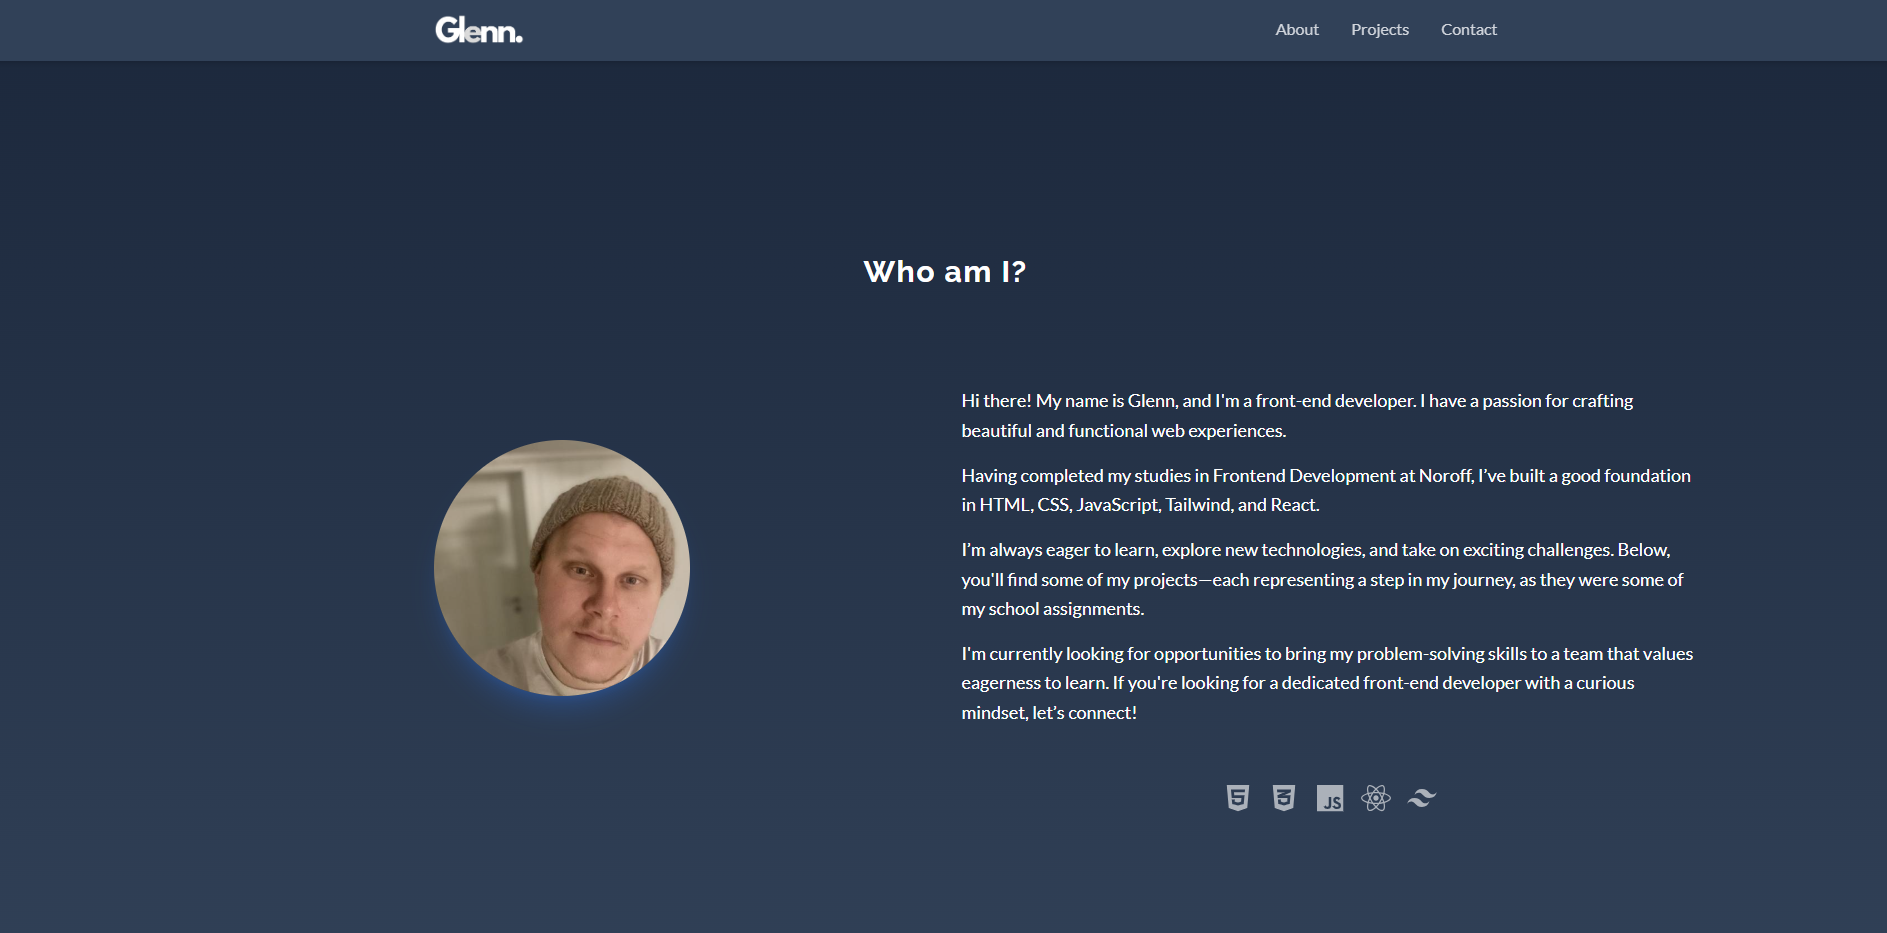 Glenn.
About Projects Contact
Who am I?
Hi there! My name is Glenn, and I'm a front-end developer. I have a passion for crafting
beautiful and functional web experiences.
Having completed my studies in Frontend Development at Noroff, I’ve built a good foundation
in HTML, CSS, JavaScript, Tailwind, and React.
I’m always eager to learn, explore new technologies, and take on exciting challenges. Below,
you'll find some of my projects—each representing a step in my journey, as they were some of
my school assignments.
I'm currently looking for opportunities to bring my problem-solving skills to a team that values
eagerness to learn. If you're looking for a dedicated front-end developer with a curious
mindset, let’s connect!
5 3 JS